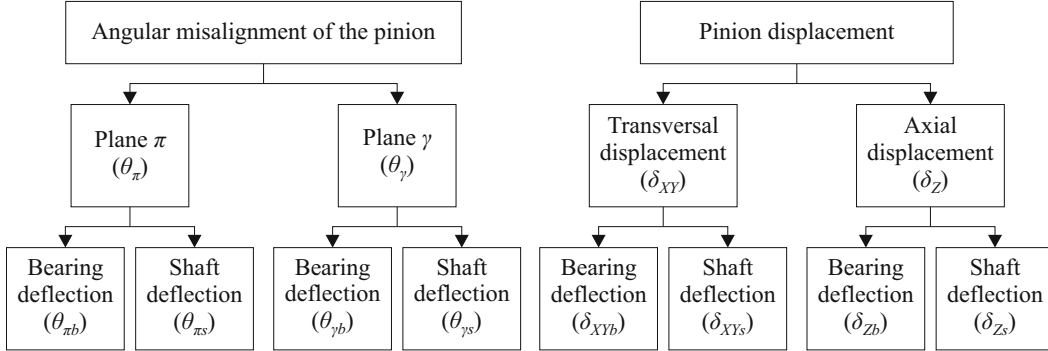 Angular misalignment of the pinion
Pinion displacement
Plane π
(θπ)
Plane γ
(θγ)
Transversal
displacement
(δXY)
Axial
displacement
(δZ)
Bearing
deflection
(θπb)
Shaft
deflection
(θπs)
Bearing
deflection
(θγb)
Shaft
deflection
(θγs)
Bearing
deflection
(δXYb)
Shaft
deflection
(δXYs)
Bearing
deflection
(δZb)
Shaft
deflection
(δZs)